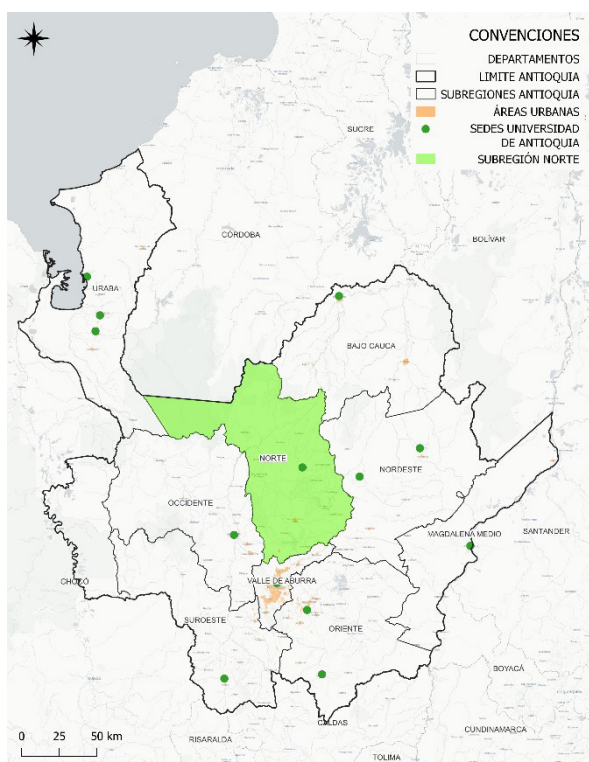 CONVENCIONES
DEPARTAMENTOS
LIMITE ANTIOQUIA
SUBREGIONES ANTIOQUIA
ÁREAS URBANAS
SEDES UNIVERSIDAD
DE ANTIOQUIA
SUBREGIÓN NORTE
SUCRE
CÓRDOBA
BOLÍVAR
URABA
BAJO CAUCA
NORTE
NORDESTE
OCCIDENTE
MAGDALENA MEDIO
SANTANDER
CHOCÓ
VALLE DE ABURRA
SUROESTE
ORIENTE
BOYACÁ
CALDAS
CUNDINAMARCA
RISARALDA
TOLIMA
0 25 50 km